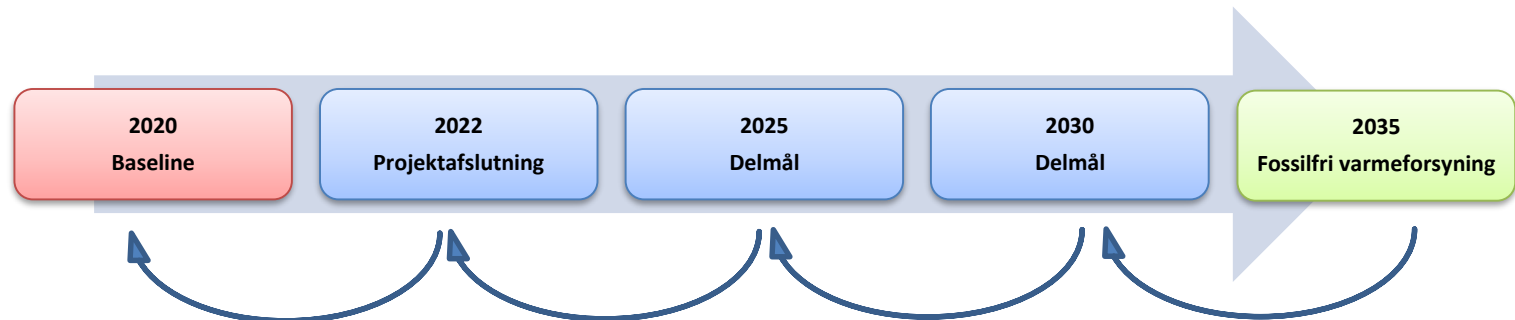 2020
Baseline
2022
Projektafslutning
2025
Delmål
2030
Delmål
2035
Fossilfri varmeforsyning